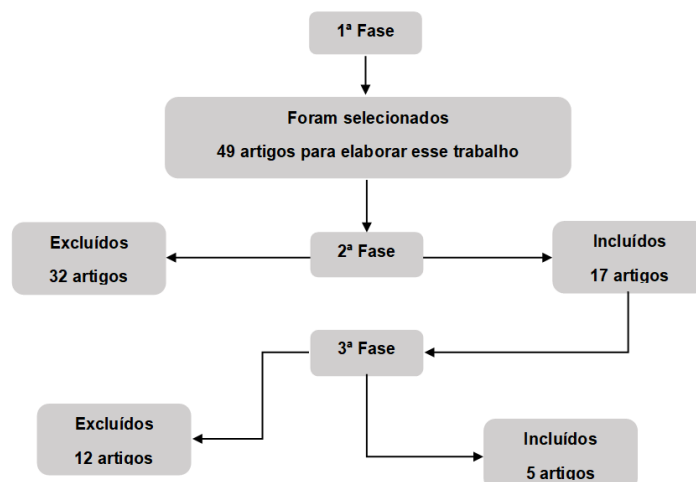 1ª Fase
Foram selecionados
49 artigos para elaborar esse trabalho
Excluídos
32 artigos
2ª Fase
Incluídos
17 artigos
3ª Fase
Excluídos
12 artigos
Incluídos
5 artigos